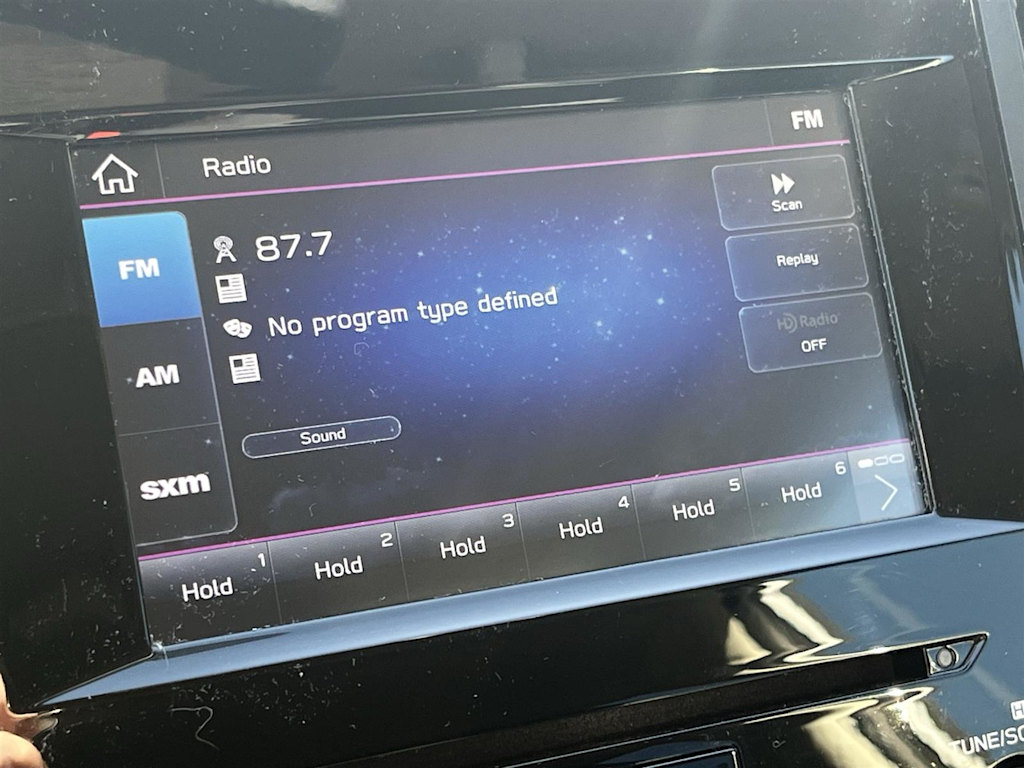 Radio
FM
FM
87.7
No program type defined
AM
Sound
sxm
Scan
Replay
HD Radio
OFF
1
Hold
2
Hold
3
Hold
4
Hold
5
Hold
6
Hold